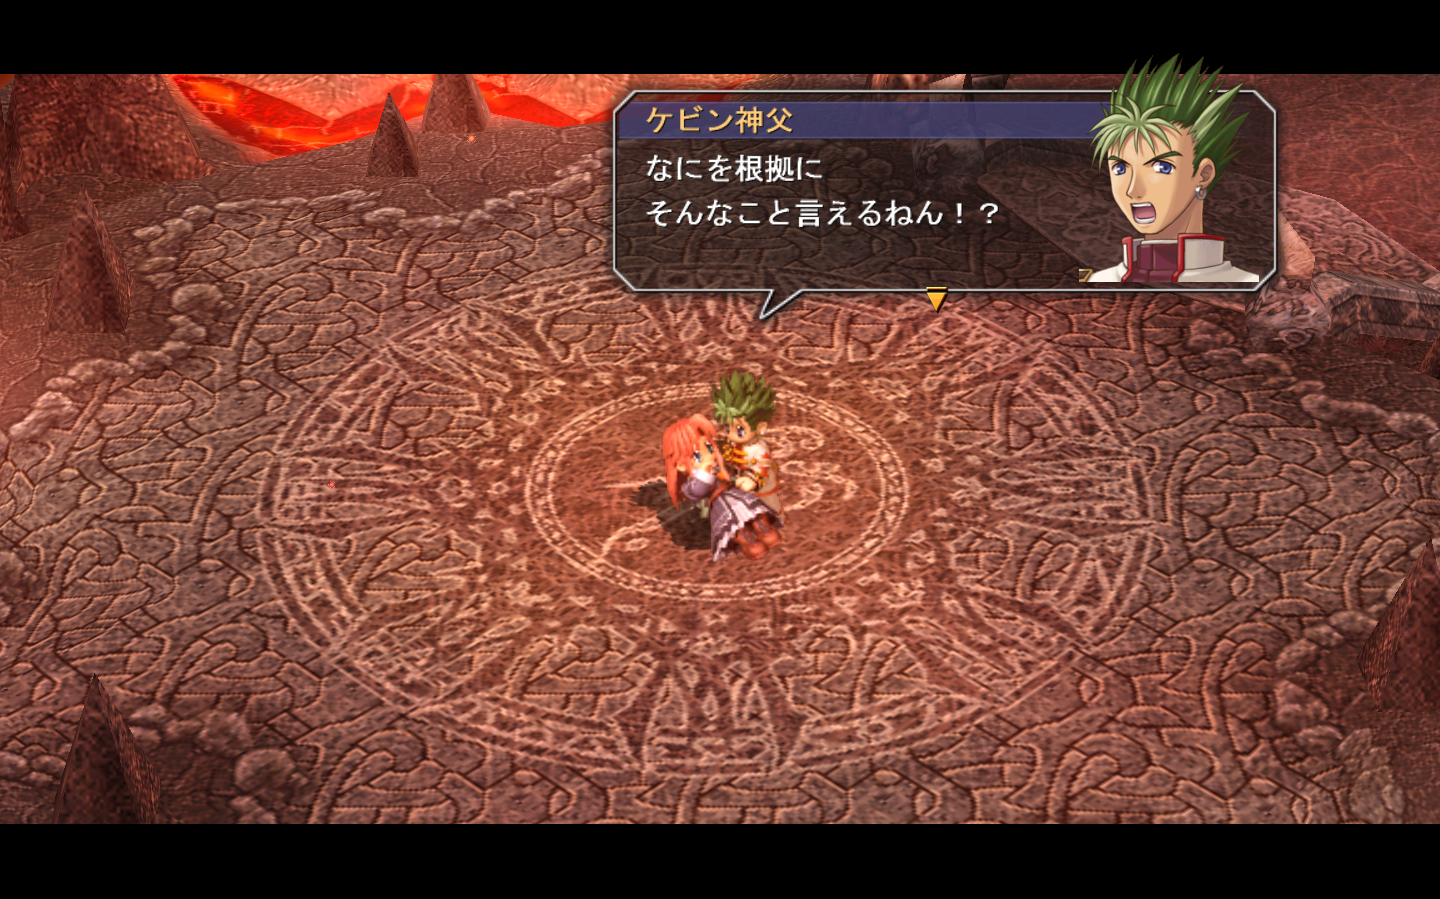 ケビン神父
なにを根拠に
そんなこと言えるねん！？